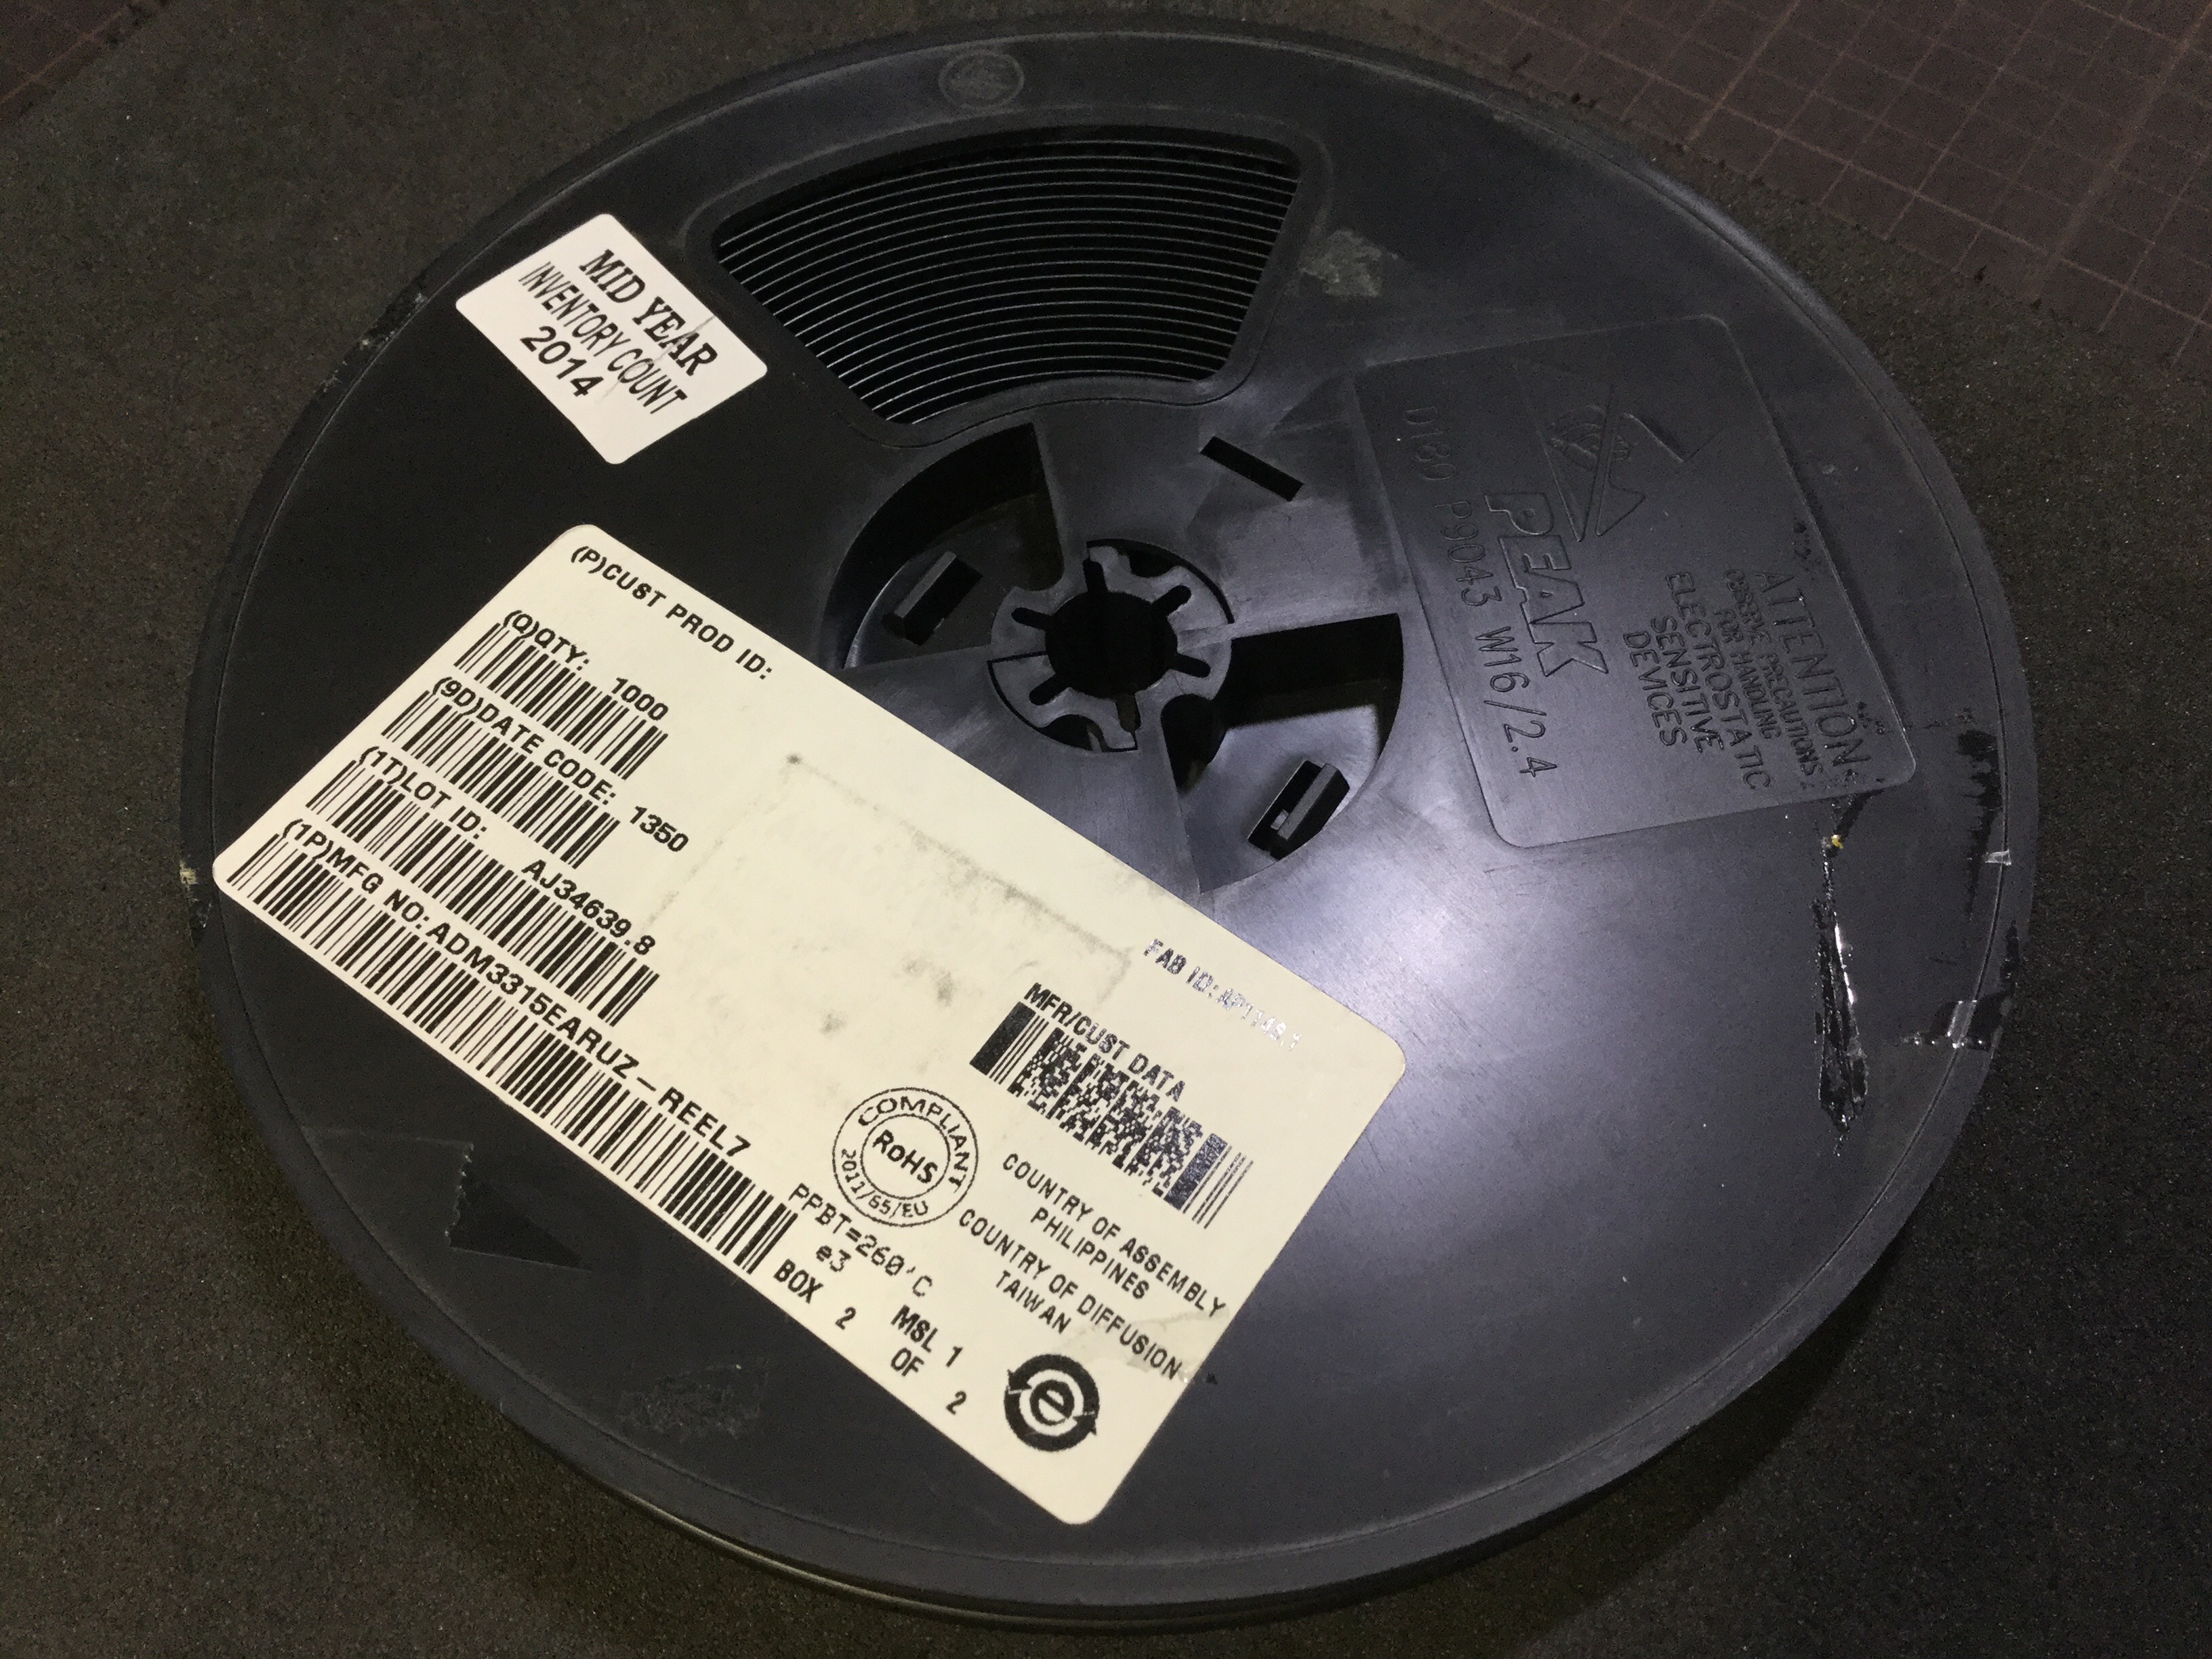 MID YEAR
INVENTORY COUNT
2014
(P)CUST PROD ID:
(Q)QTY: 1000
(9D)DATE CODE: 1350
(1T)LOT ID: AJ34639.8
(1P)MFG NO: ADM3315EARUZ-REEL7
FAB ID:
MFR/CUST DATA
COMPLIANT
RoHS
2011/65/EU
COUNTRY OF ASSEMBLY
PHILIPPINES
COUNTRY OF DIFFUSION
TAIWAN
PPBT=260'C
e3
MSL 1
BOX 2 OF 2
e
PEAK
D180 P9043 W16/2.4
ATTENTION
OBSERVE PRECAUTIONS
FOR HANDLING
ELECTROSTATIC
SENSITIVE
DEVICES